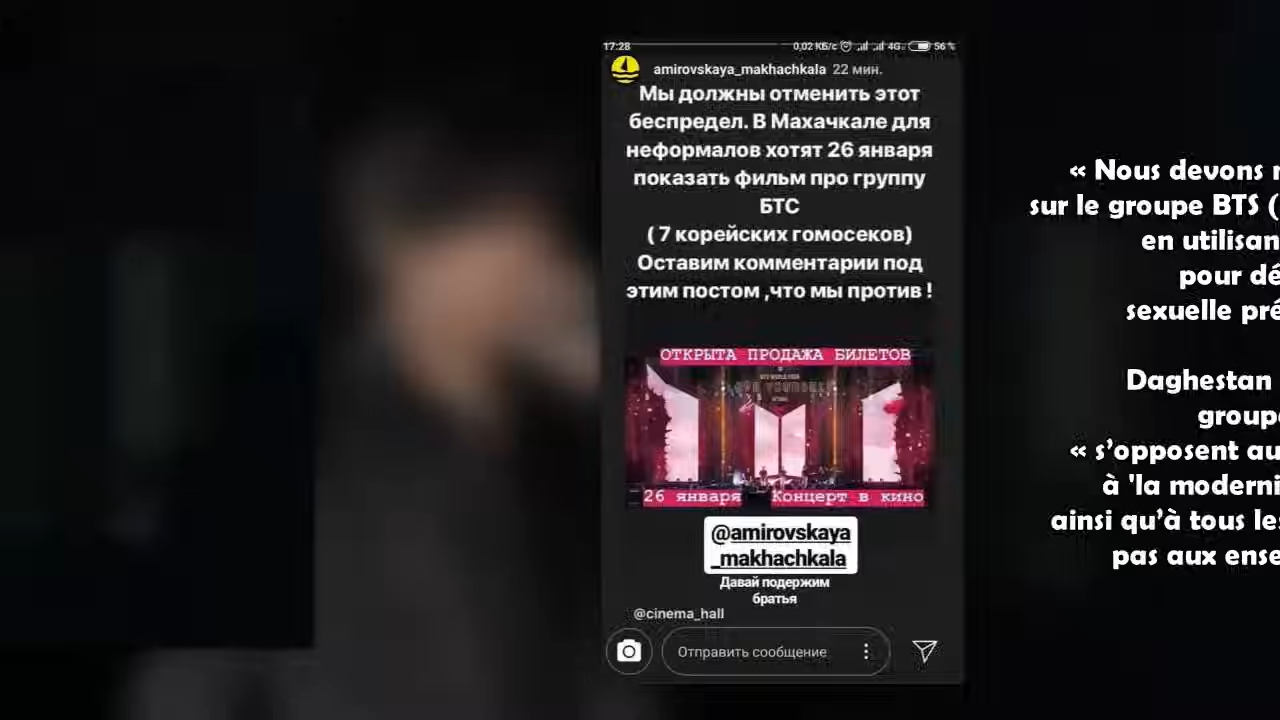 17:28 0,02 КБ/с 4G 56 %
amirovskaya_makhachkala 22 мин.
Мы должны отменить этот
беспредел. В Махачкале для
неформалов хотят 26 января
показать фильм про группу
БТС
( 7 корейских гомосеков)
Оставим комментарии под
этим постом ,что мы против !
ОТКРЫТА ПРОДАЖА БИЛЕТОВ
26 января Концерт в кино
@amirovskaya
_makhachkala
Давай подержим
братья
@cinema_hall
Отправить сообщение
« Nous devons
sur le groupe BTS (
en utilisan
pour dé
sexuelle pré
Daghestan
group
« s’opposent au
à 'la moderni
ainsi qu’à tous les
pas aux ense